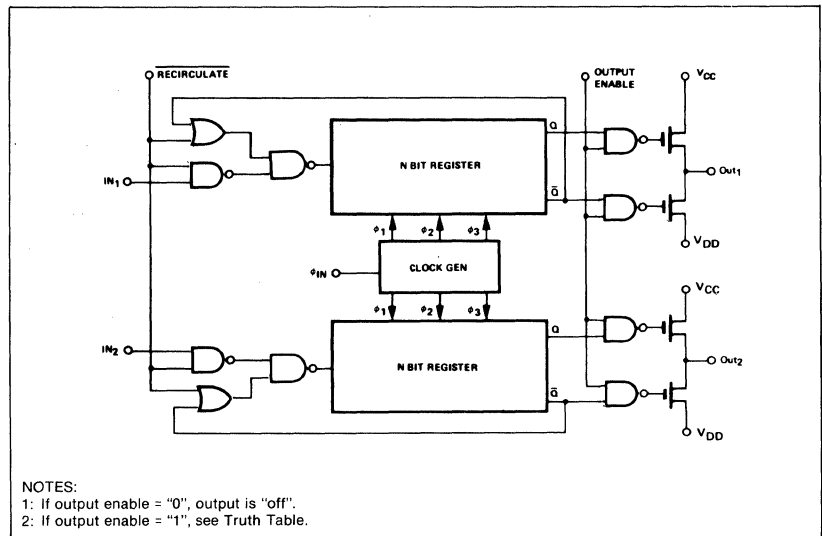 RECIRCULATE
OUTPUT
ENABLE
VCC
Q
N BIT REGISTER
IN1
Out1
Q̅
VDD
ϕ1 ϕ2 ϕ3
ϕIN
CLOCK GEN
VCC
ϕ1 ϕ2 ϕ3
Q
IN2
N BIT REGISTER
Out2
Q̅
VDD
NOTES:
1: If output enable = "0", output is "off".
2: If output enable = "1", see Truth Table.